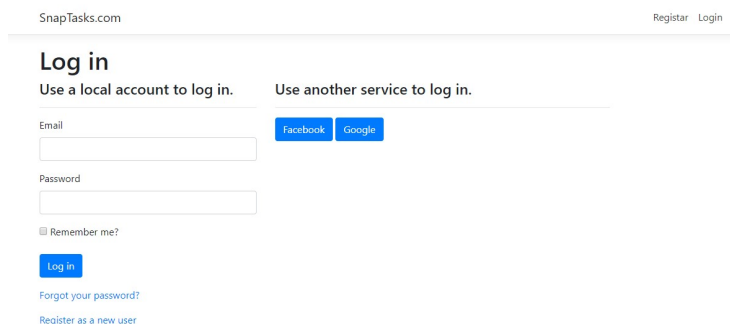 SnapTasks.com
Registar Login
Log in
Use a local account to log in.
Use another service to log in.
Email
Facebook Google
Password
Remember me?
Log in
Forgot your password?
Register as a new user